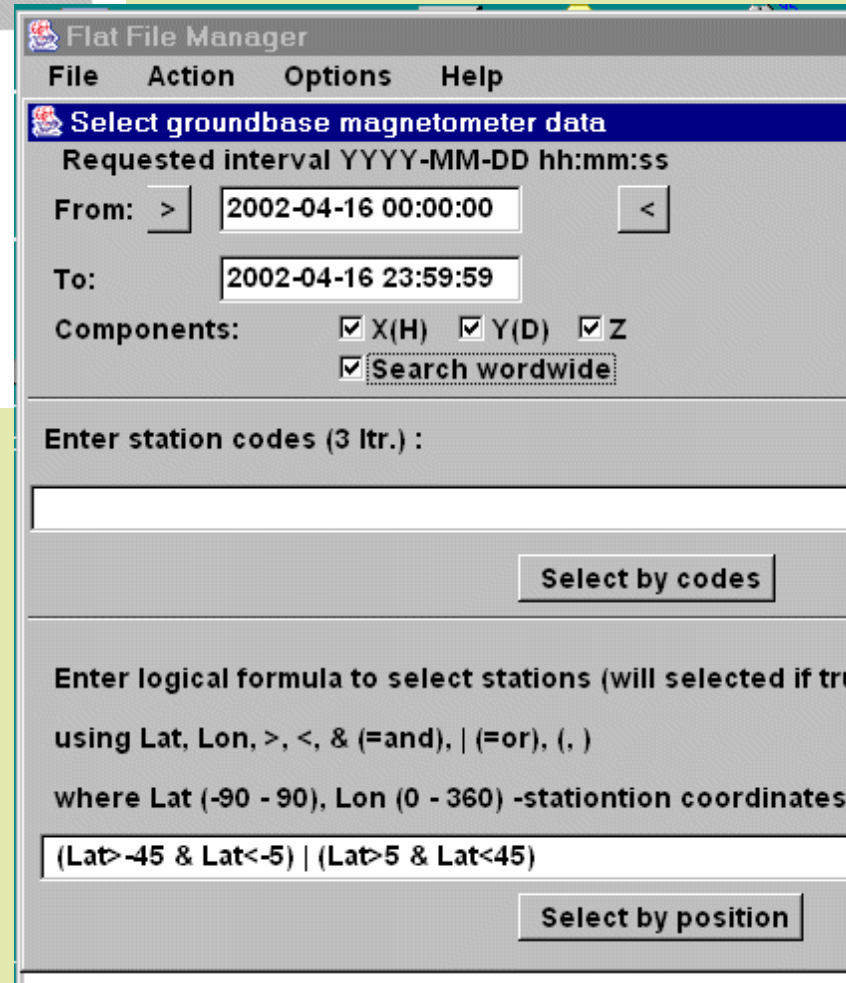 Flat File Manager
File Action Options Help
Select groundbase magnetometer data
Requested interval YYYY-MM-DD hh:mm:ss
From: > 2002-04-16 00:00:00 <
To: 2002-04-16 23:59:59
Components: X(H) Y(D) Z
Search wordwide
Enter station codes (3 ltr.) :
Select by codes
Enter logical formula to select stations (will selected if tru
using Lat, Lon, >, <, & (=and), | (=or), (, )
where Lat (-90 - 90), Lon (0 - 360) -stationtion coordinates
(Lat>-45 & Lat<-5) | (Lat>5 & Lat<45)
Select by position